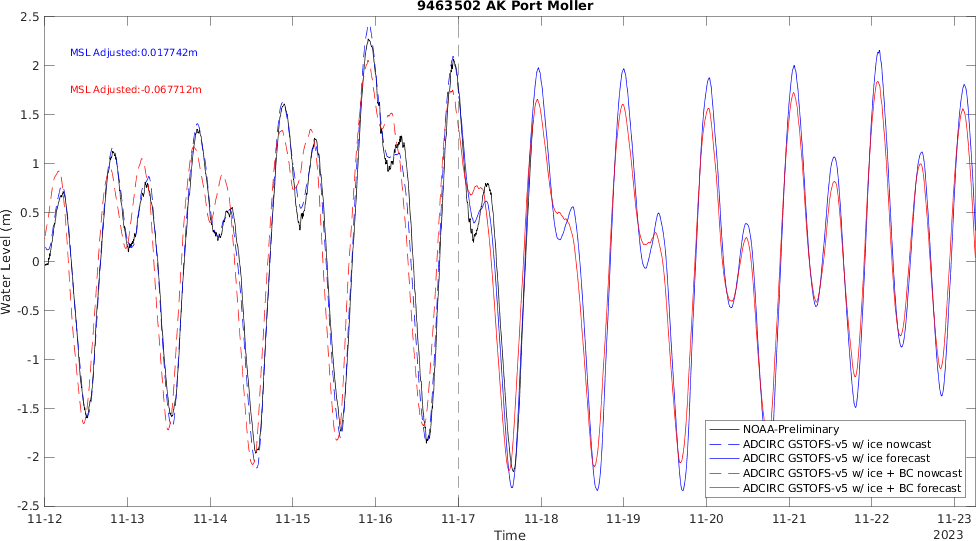 9463502 AK Port Moller
MSL Adjusted:0.017742m
MSL Adjusted:-0.067712m
Water Level (m)
2.5
2
1.5
1
0.5
0
-0.5
-1
-1.5
-2
-2.5
NOAA-Preliminary
ADCIRC GSTOFS-v5 w/ ice nowcast
ADCIRC GSTOFS-v5 w/ ice forecast
ADCIRC GSTOFS-v5 w/ ice + BC nowcast
ADCIRC GSTOFS-v5 w/ ice + BC forecast
11-12 11-13 11-14 11-15 11-16 11-17 11-18 11-19 11-20 11-21 11-22 11-23
Time
2023